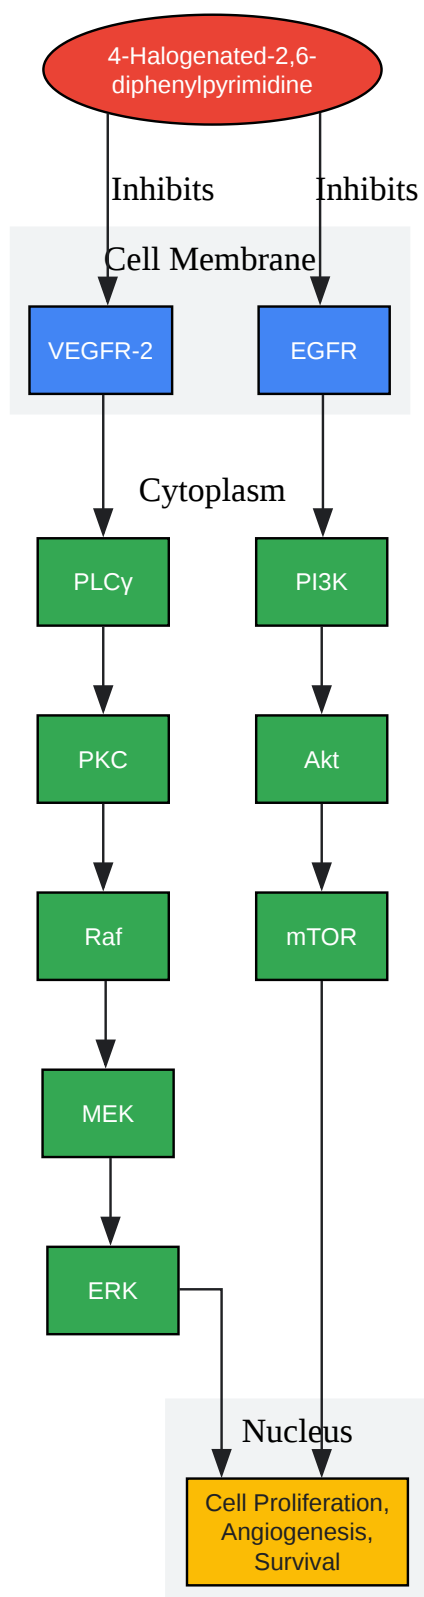 4-Halogenated-2,6-
diphenylpyrimidine
Inhibits
Inhibits
Cell Membrane
VEGFR-2
EGFR
Cytoplasm
PLCγ
PI3K
PKC
Akt
Raf
mTOR
MEK
ERK
Nucleus
Cell Proliferation,
Angiogenesis,
Survival